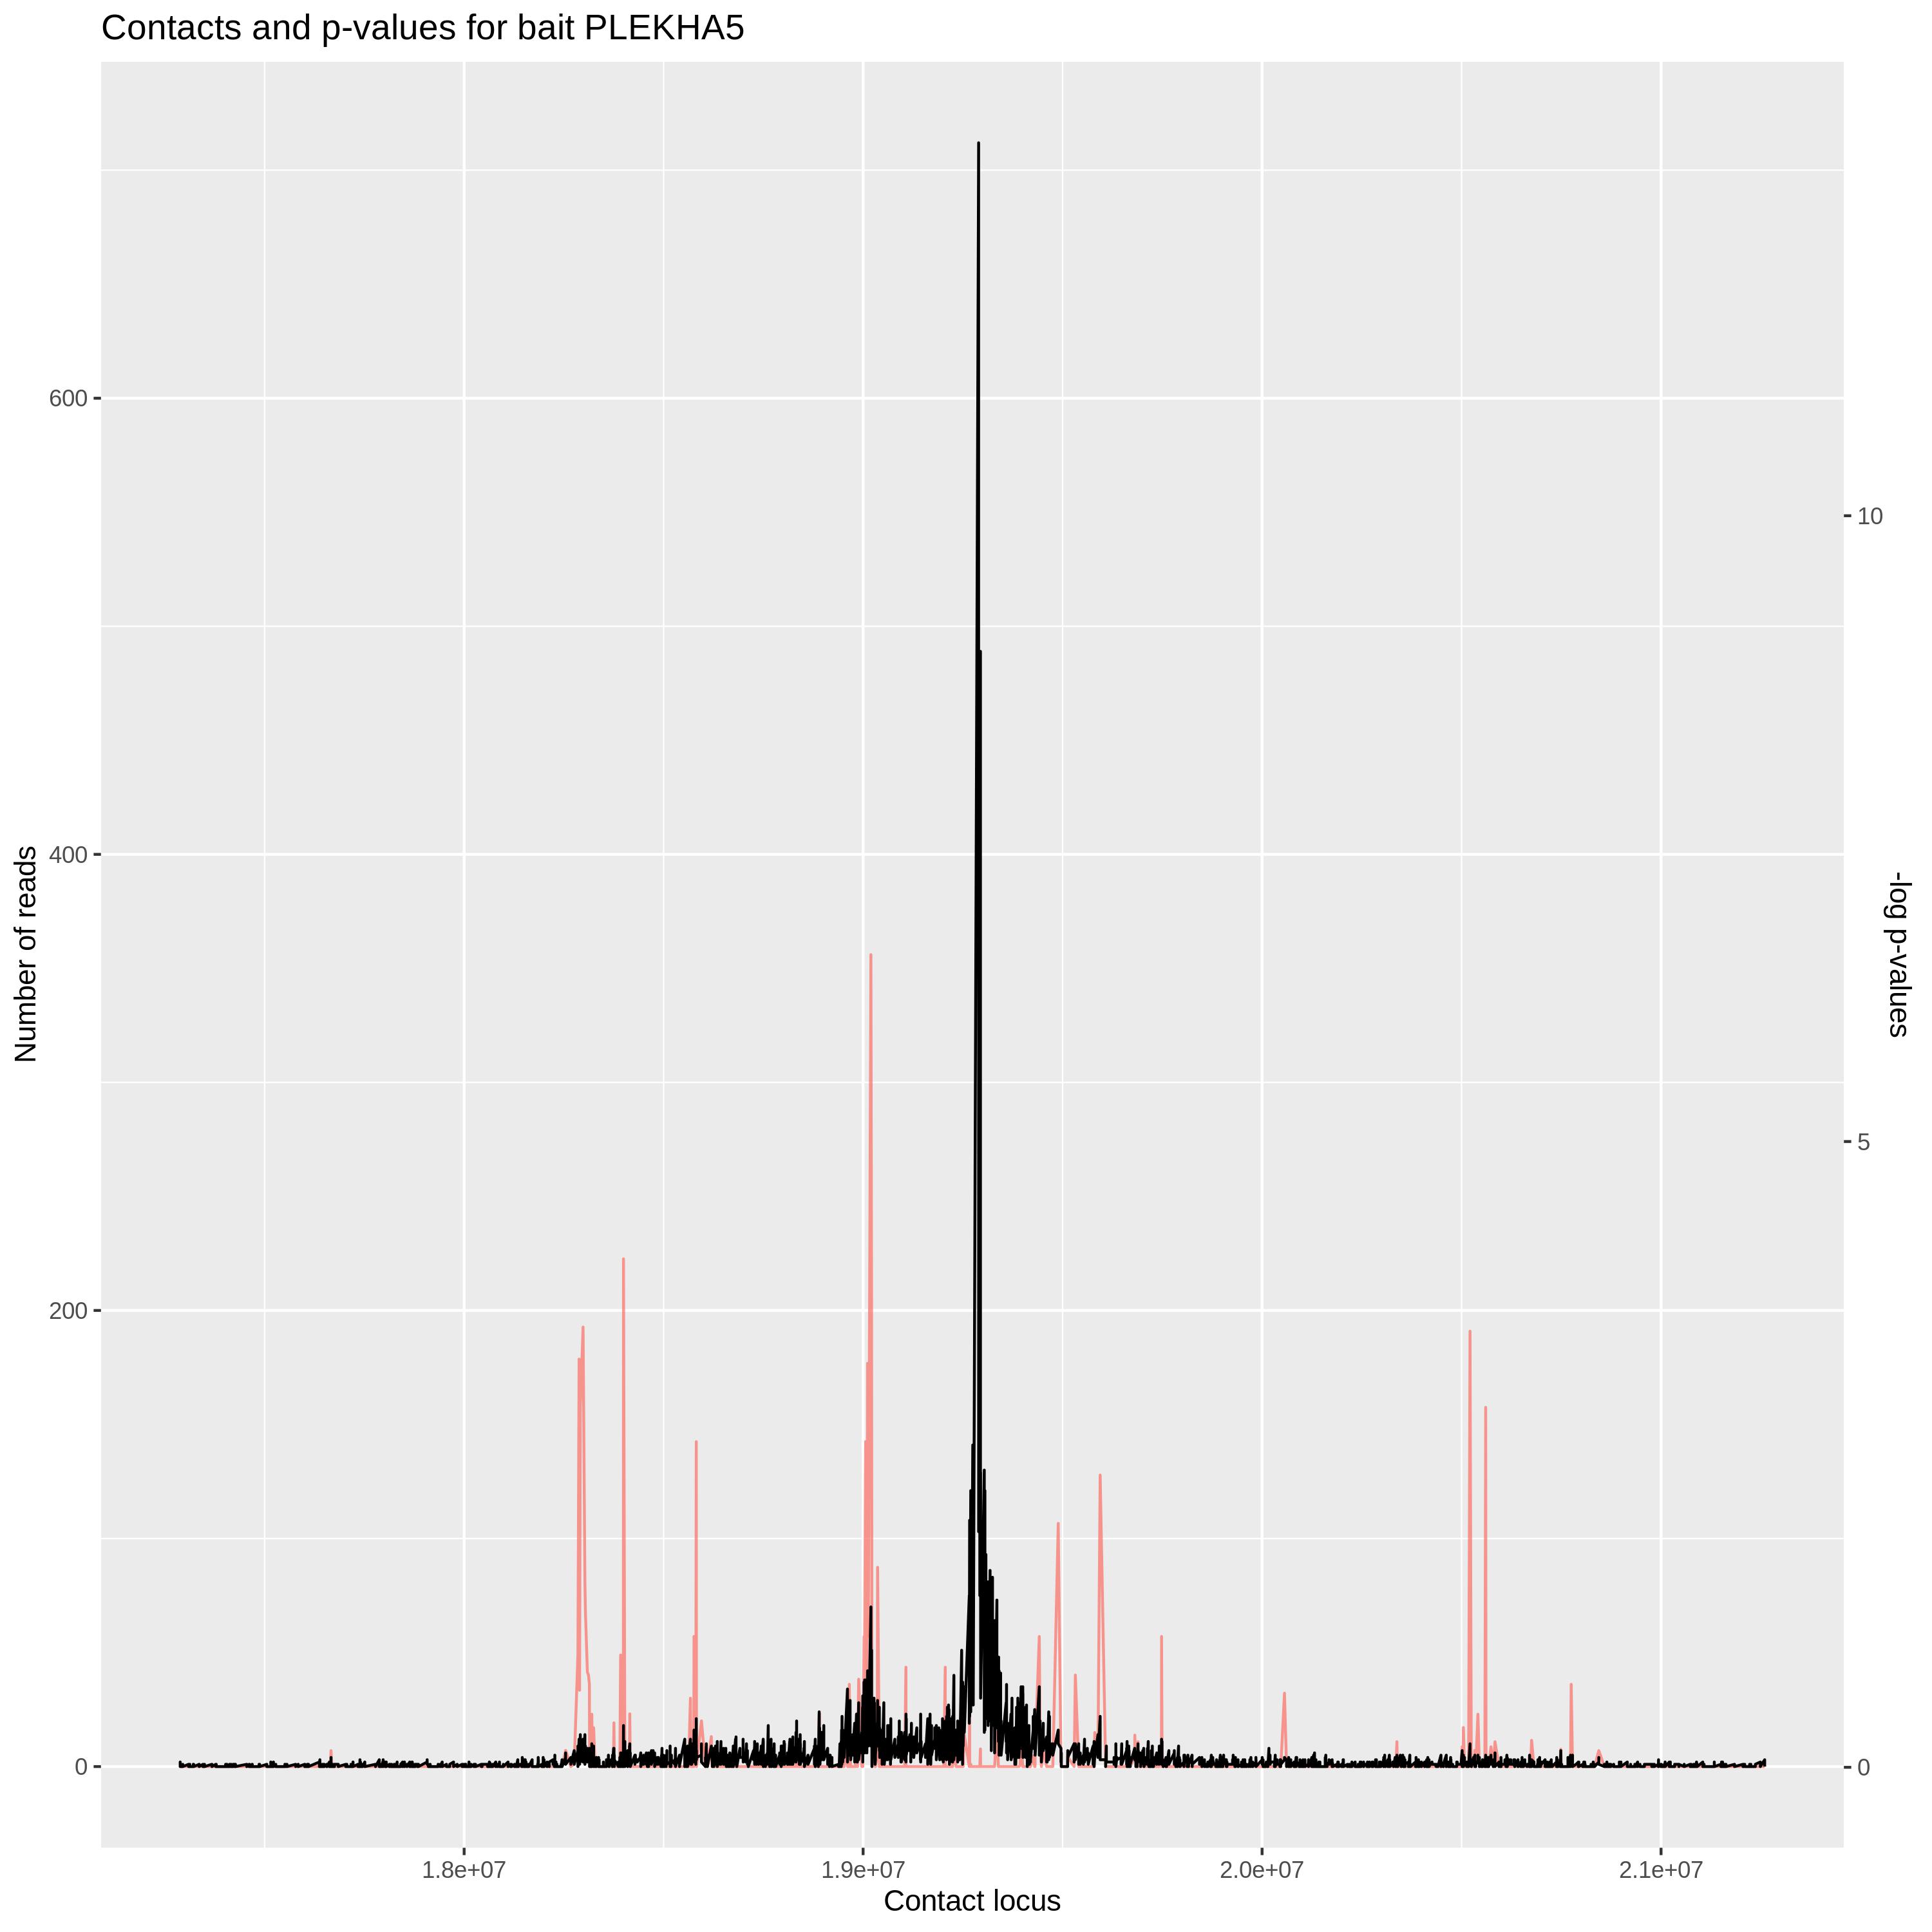 Contacts and p-values for bait PLEKHA5
600
400
200
0
Number of reads
10
5
0
-log p-values
1.8e+07
1.9e+07
2.0e+07
2.1e+07
Contact locus